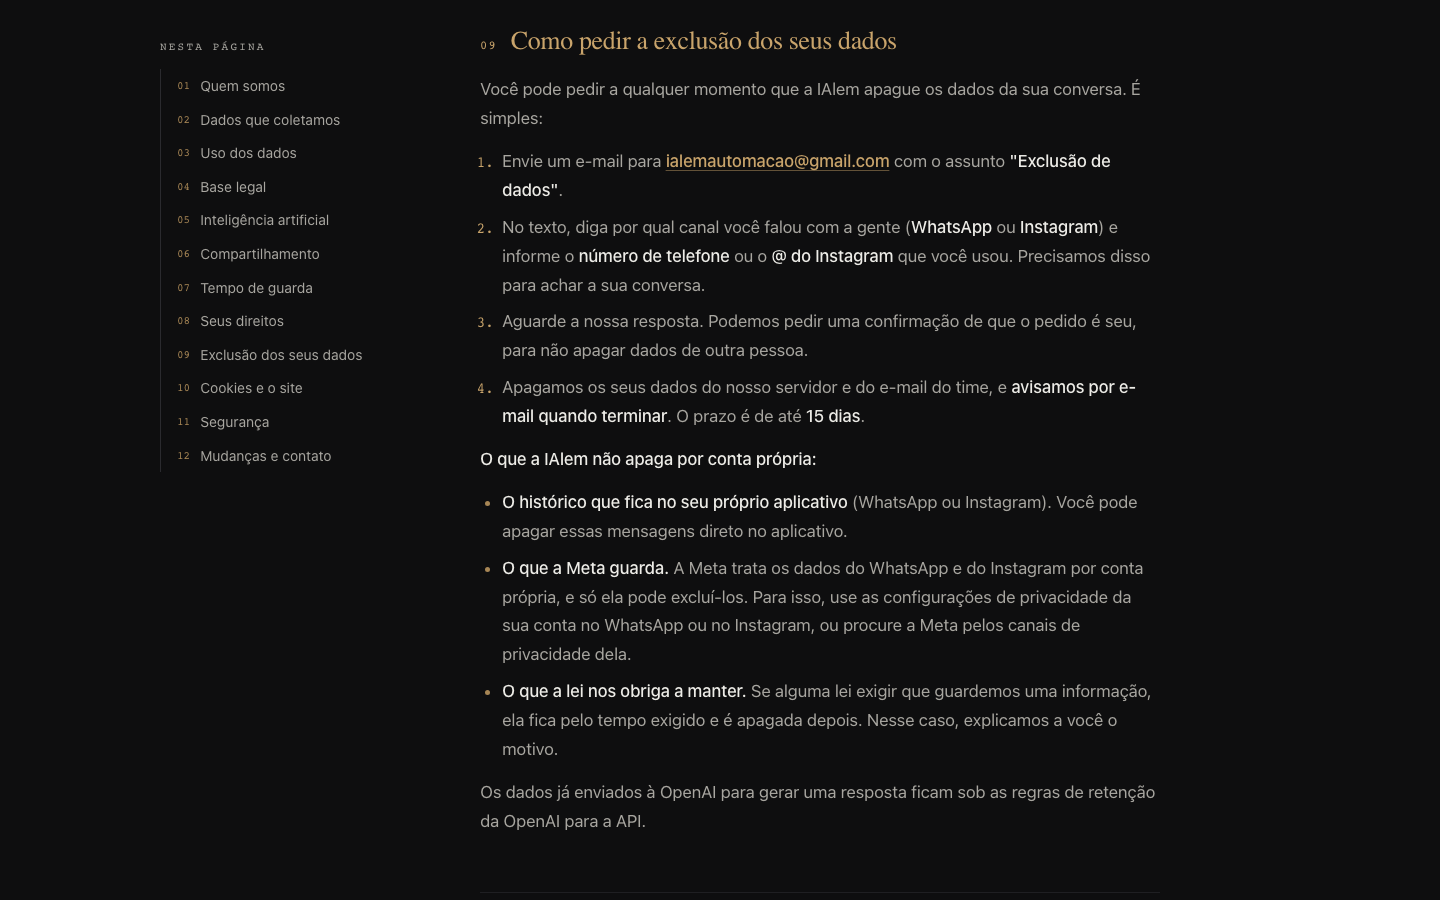 NESTA PÁGINA
01 Quem somos
02 Dados que coletamos
03 Uso dos dados
04 Base legal
05 Inteligência artificial
06 Compartilhamento
07 Tempo de guarda
08 Seus direitos
09 Exclusão dos seus dados
10 Cookies e o site
11 Segurança
12 Mudanças e contato
09 Como pedir a exclusão dos seus dados
Você pode pedir a qualquer momento que a IAlem apague os dados da sua conversa. É
simples:
1. Envie um e-mail para ialemautomacao@gmail.com com o assunto "Exclusão de
dados".
2. No texto, diga por qual canal você falou com a gente (WhatsApp ou Instagram) e
informe o número de telefone ou o @ do Instagram que você usou. Precisamos disso
para achar a sua conversa.
3. Aguarde a nossa resposta. Podemos pedir uma confirmação de que o pedido é seu,
para não apagar dados de outra pessoa.
4. Apagamos os seus dados do nosso servidor e do e-mail do time, e avisamos por e-
mail quando terminar. O prazo é de até 15 dias.
O que a IAlem não apaga por conta própria:
• O histórico que fica no seu próprio aplicativo (WhatsApp ou Instagram). Você pode
apagar essas mensagens direto no aplicativo.
• O que a Meta guarda. A Meta trata os dados do WhatsApp e do Instagram por conta
própria, e só ela pode excluí-los. Para isso, use as configurações de privacidade da
sua conta no WhatsApp ou no Instagram, ou procure a Meta pelos canais de
privacidade dela.
• O que a lei nos obriga a manter. Se alguma lei exigir que guardemos uma informação,
ela fica pelo tempo exigido e é apagada depois. Nesse caso, explicamos a você o
motivo.
Os dados já enviados à OpenAI para gerar uma resposta ficam sob as regras de retenção
da OpenAI para a API.